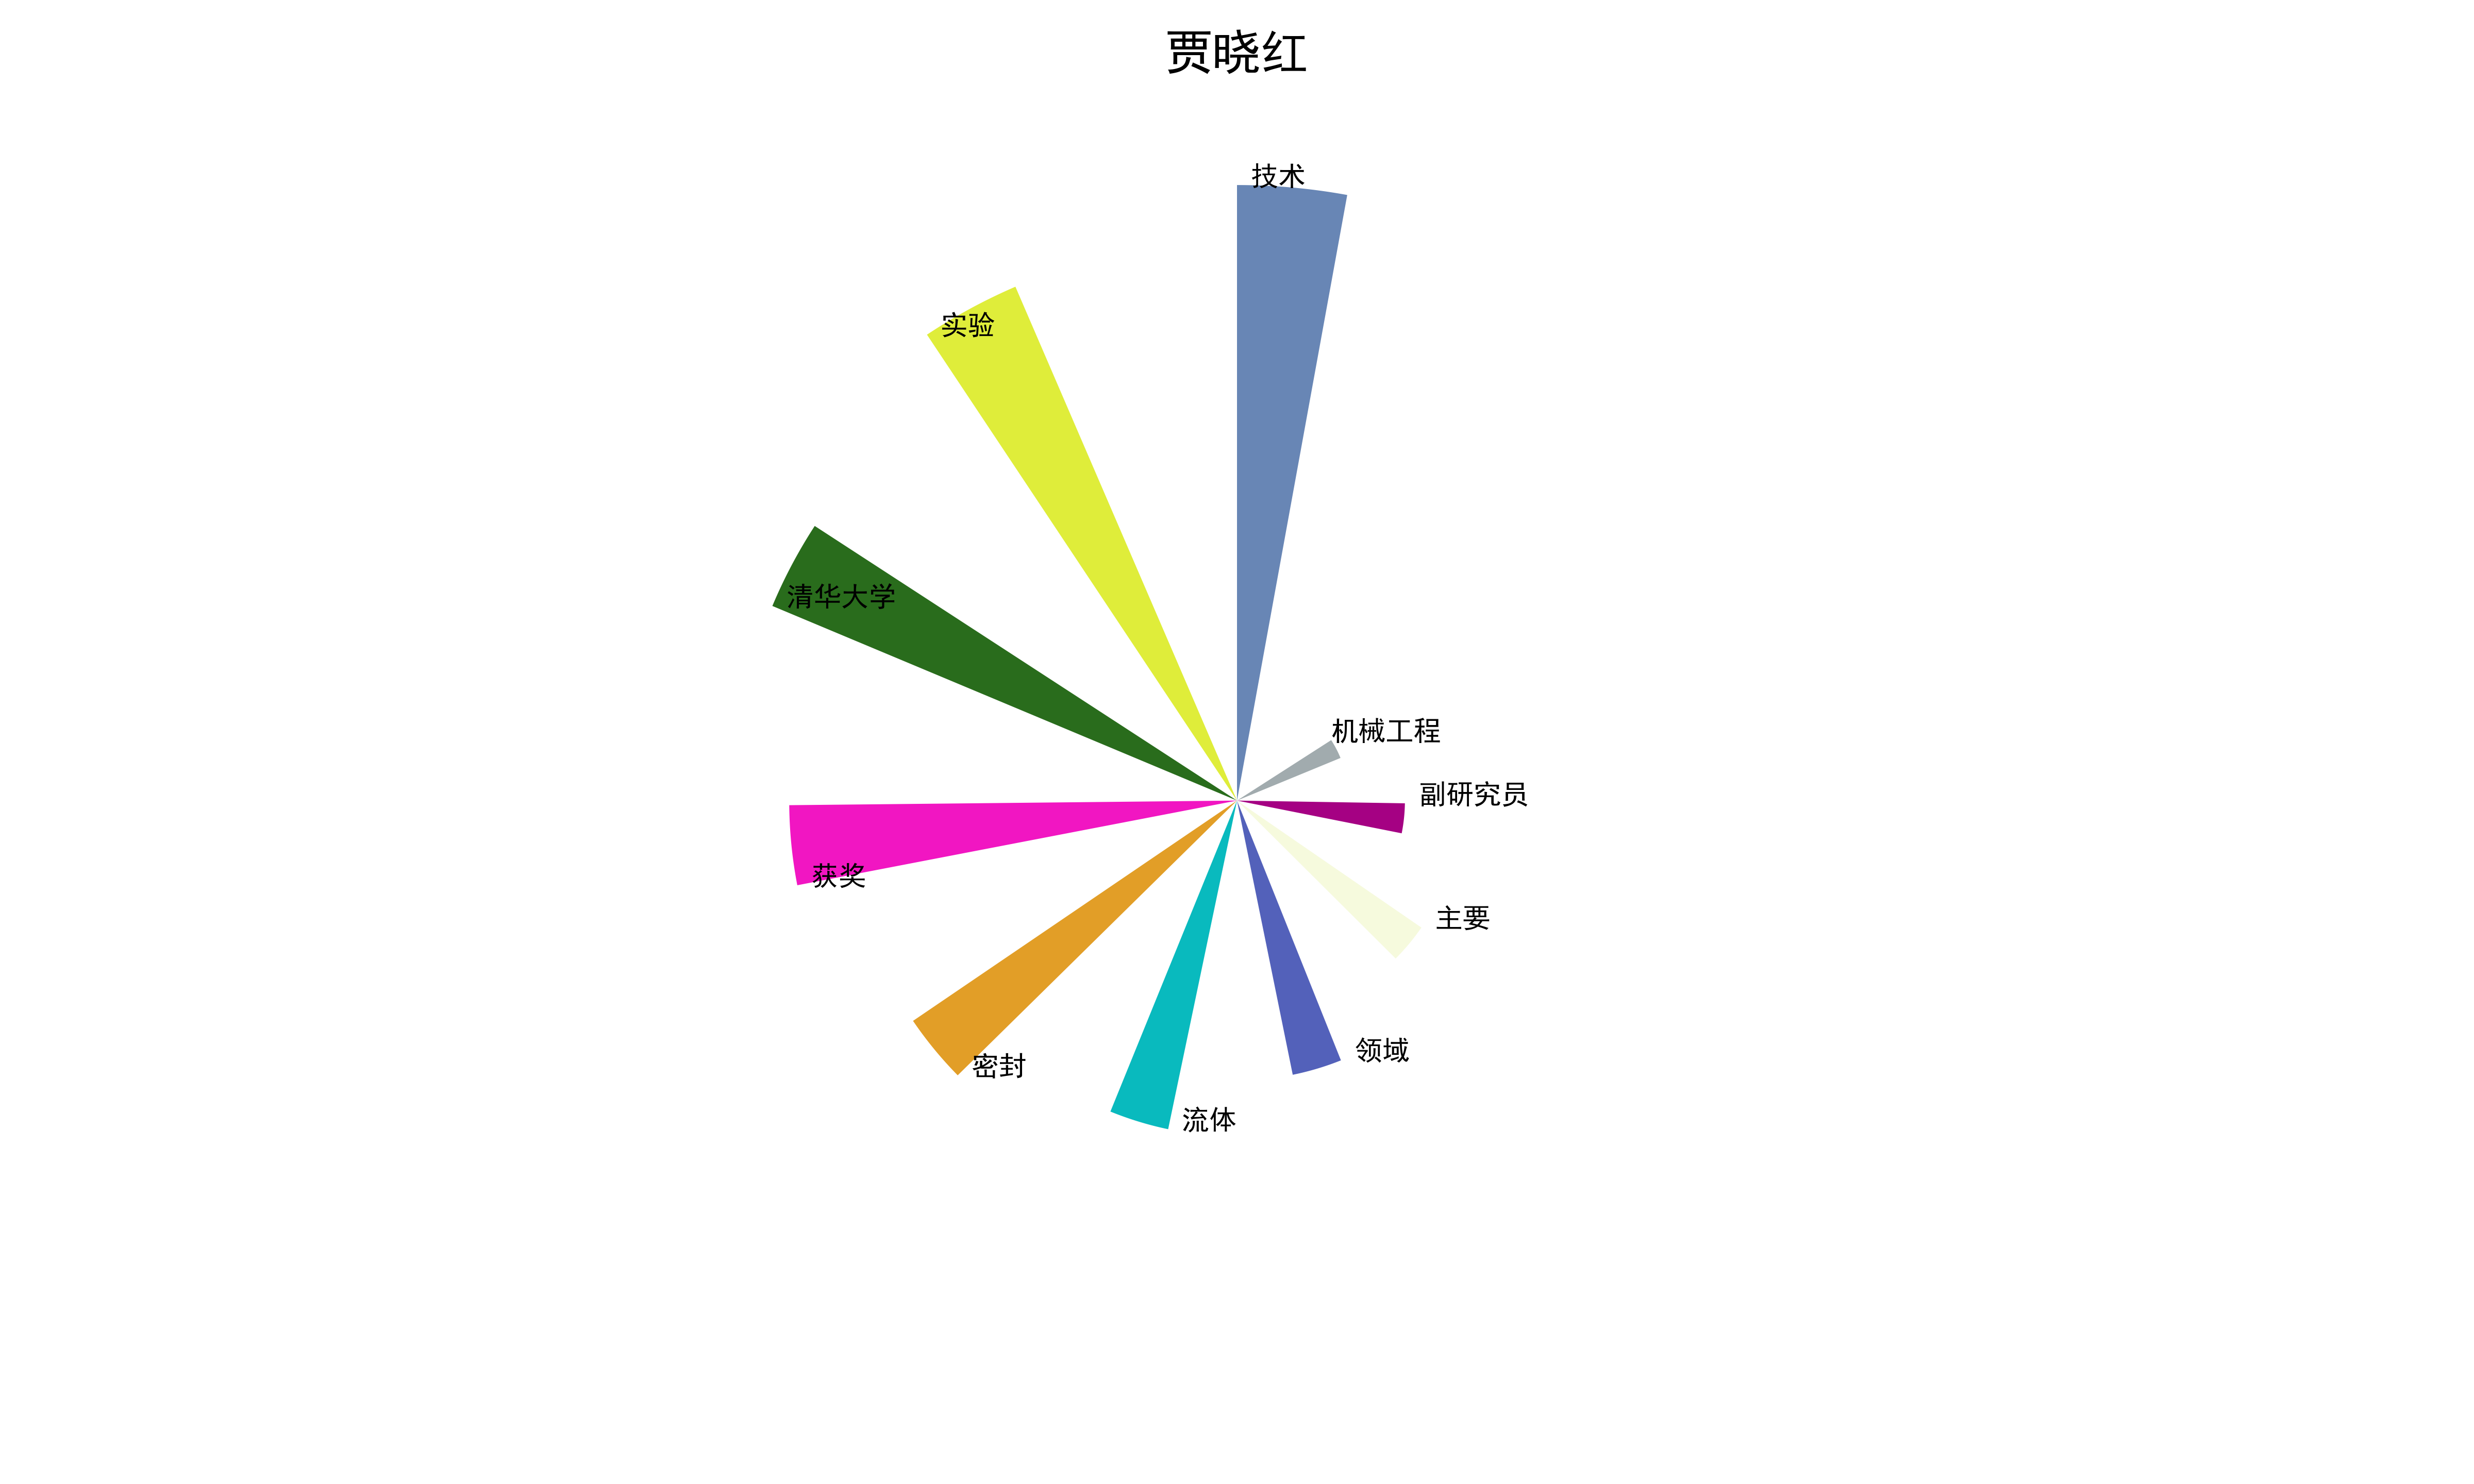 贾晓红
技术
实验
清华大学
机械工程
副研究员
获奖
主要
领域
密封
流体